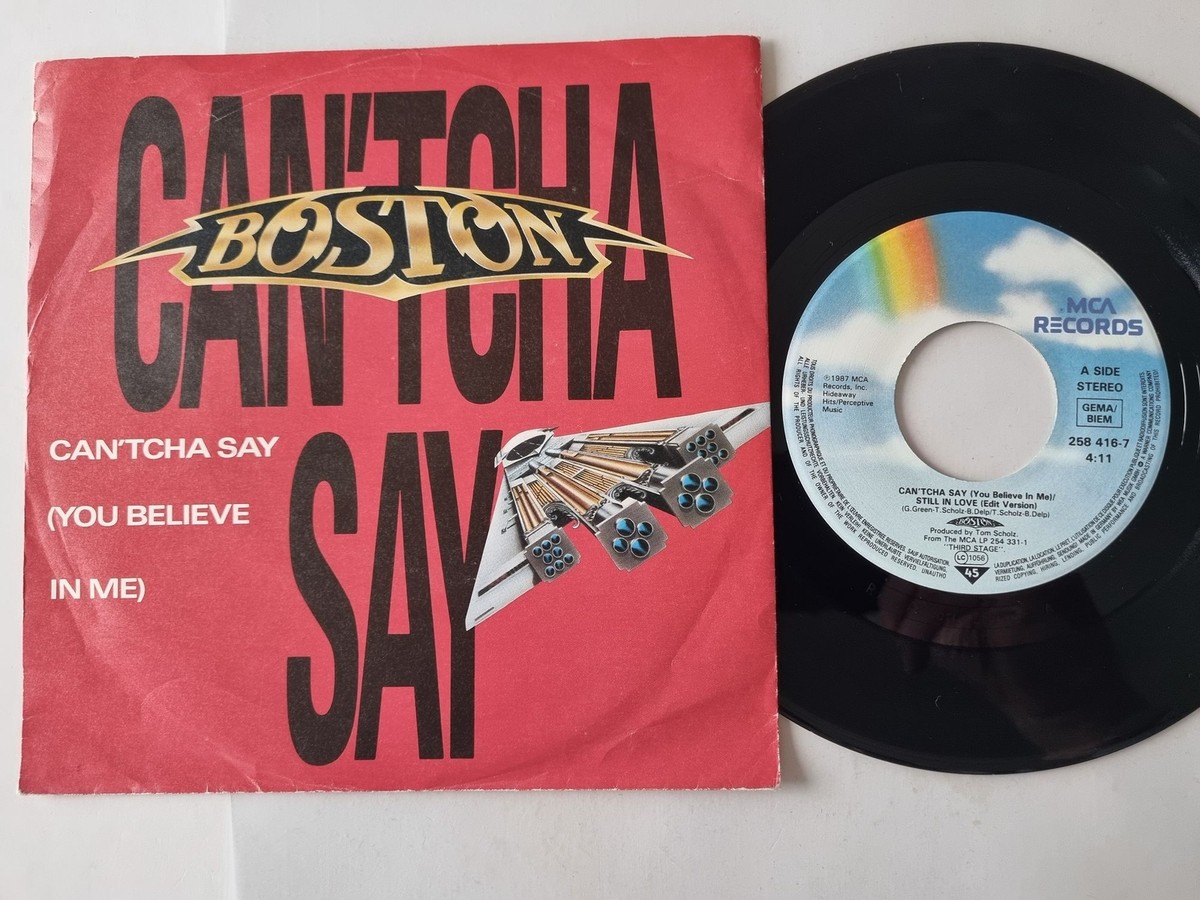 CAN'TCHA
BOSTON
SAY
CAN'TCHA SAY
(YOU BELIEVE
IN ME)
MCA
RECORDS
℗ 1987 MCA
Records, Inc.
Hideaway
Hits/Perceptive
Music
A SIDE
STEREO
GEMA/
BIEM
258 416-7
4:11
CAN'TCHA SAY (You Believe In Me)/
STILL IN LOVE (Edit Version)
(G.Green-T.Scholz-B.Delp/T.Scholz-B.Delp)
BOSTON
Produced by Tom Scholz.
From The MCA LP 254 331-1
"THIRD STAGE".
LC 1056
45